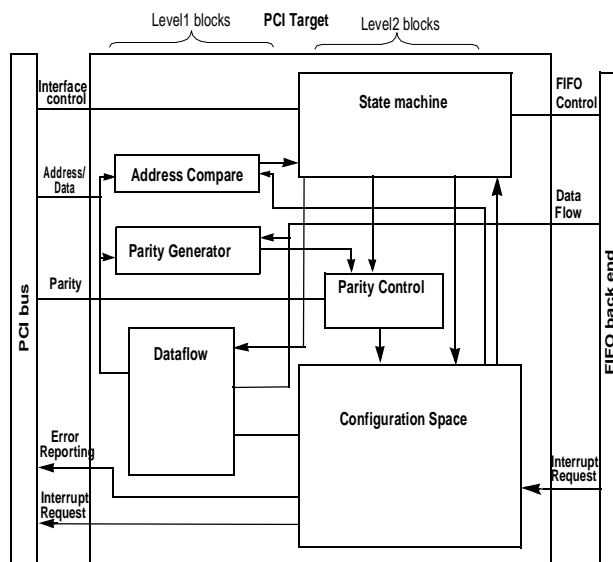 Level1 blocks
PCI Target
Level2 blocks
Interface
control
State machine
FIFO
Control
Address/
Data
Address Compare
Data
Flow
Parity Generator
Parity
Parity Control
PCI bus
Dataflow
FIFO back end
Configuration Space
Error
Reporting
Interrupt
Request
Interrupt
Request